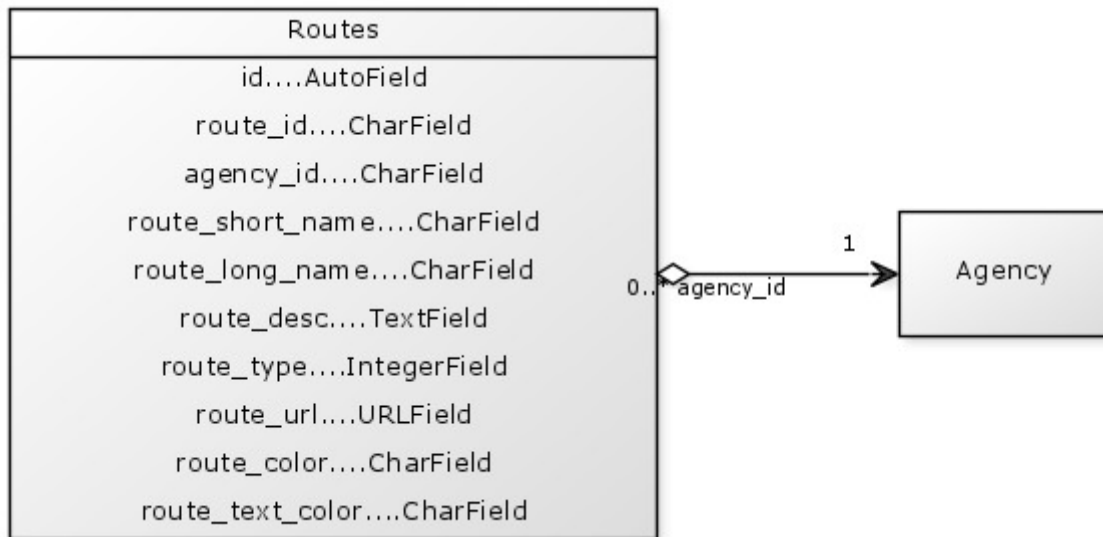 Routes
id....AutoField
route_id....CharField
agency_id....CharField
route_short_name....CharField
route_long_name....CharField
route_desc....TextField
route_type....IntegerField
route_url....URLField
route_color....CharField
route_text_color....CharField
0..* agency_id
1
Agency